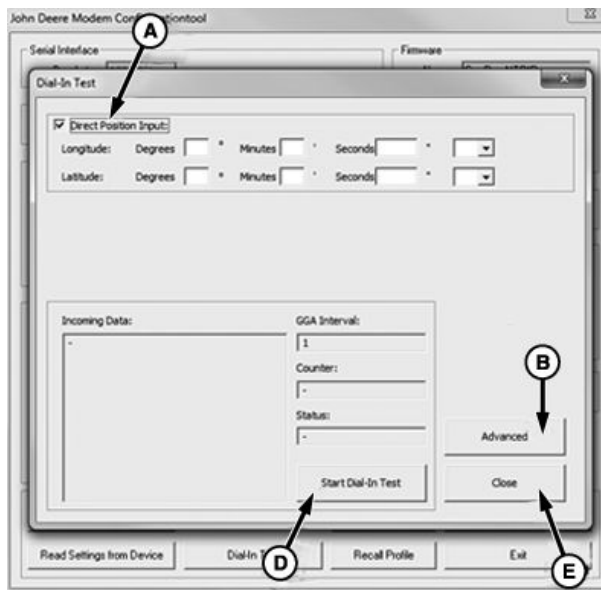 John Deere Modem Configurationtool
A
Serial Interface
Firmware
Dial-In Test
Direct Position Input:
Longitude: Degrees ° Minutes ' Seconds "
Latitude: Degrees ° Minutes ' Seconds "
Incoming Data:
-
GGA Interval:
1
Counter:
-
Status:
-
B
Advanced
Start Dial-In Test
Close
D
E
Read Settings from Device
Dial-In
Recall Profile
Exit